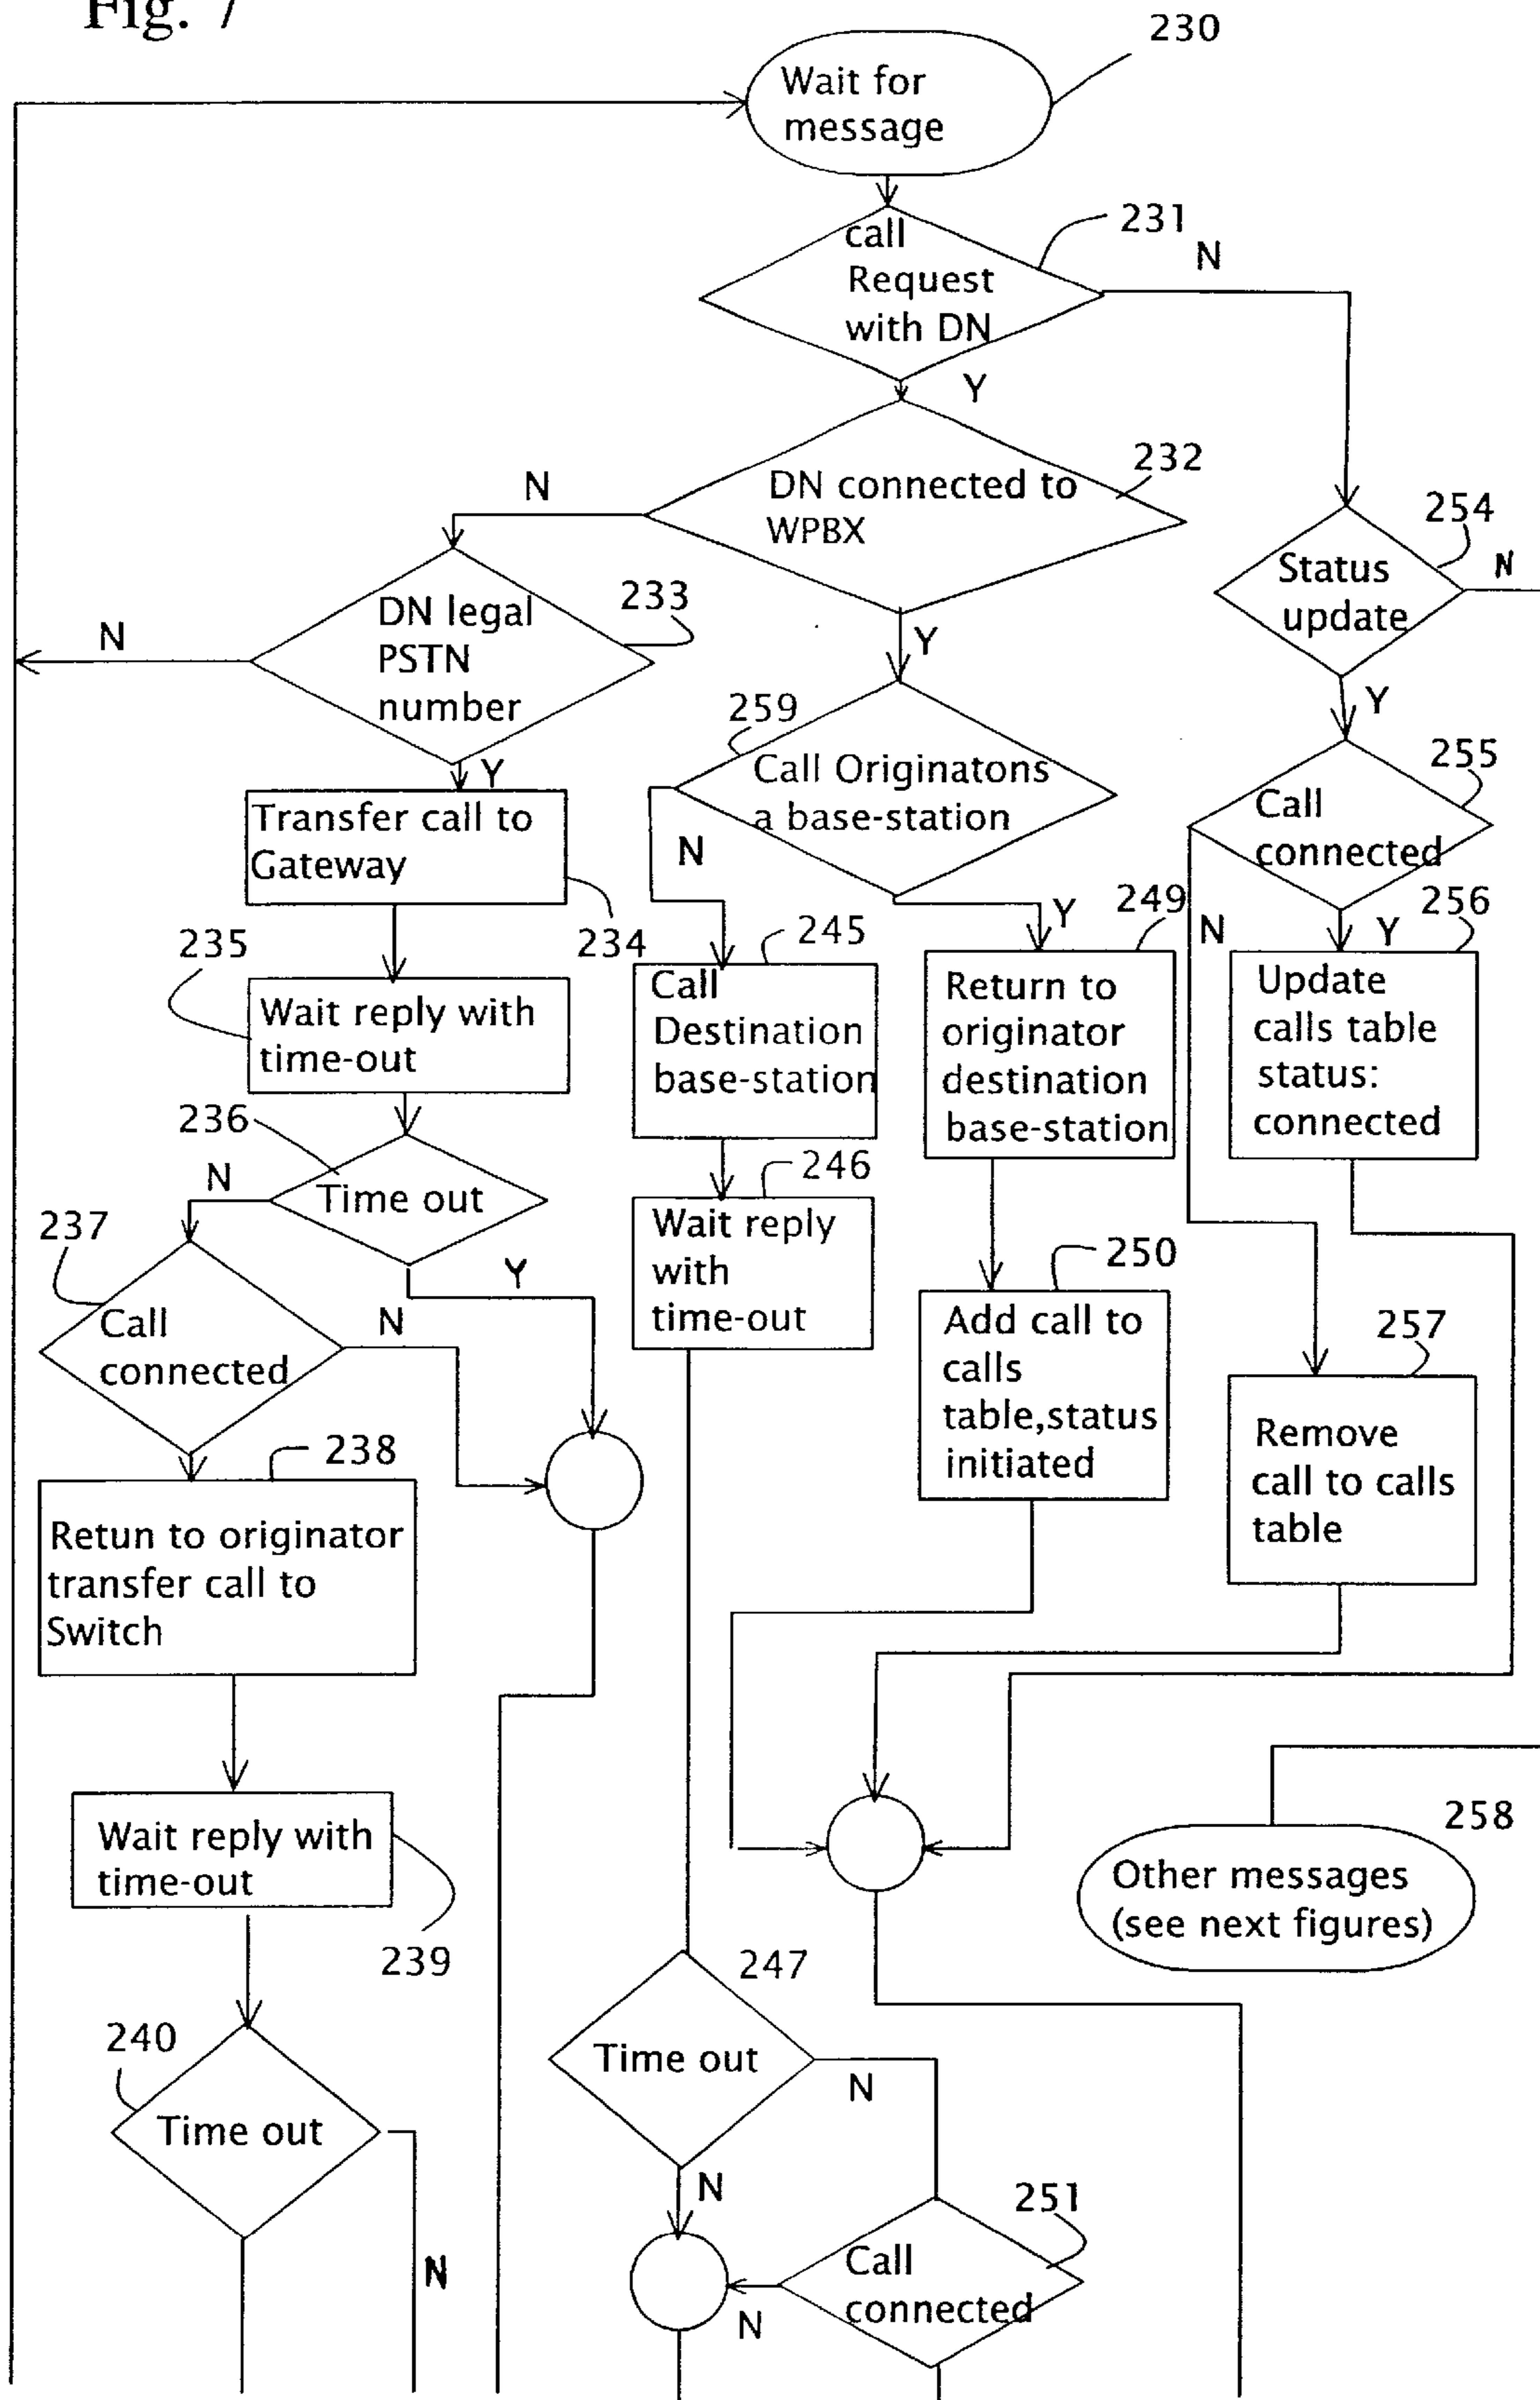 Fig. 7
230
Wait for
message
231
call
Request
with DN
N
Y
232
DN connected to
WPBX
N
254
Status
update
N
233
DN legal
PSTN
number
N
Y
Y
259
Call Originatons
a base-station
255
Call
connected
Y
Transfer call to
Gateway
234
N
Y
249
N
Y
256
235
Wait reply with
time-out
245
Call
Destination
base-station
Return to
originator
destination
base-station
Update
calls table
status:
connected
236
Time out
N
Y
246
Wait reply
with
time-out
237
Call
connected
N
250
Add call to
calls
table,status
initiated
257
Remove
call to calls
table
238
Retun to originator
transfer call to
Switch
Wait reply with
time-out
239
258
Other messages
(see next figures)
247
Time out
N
N
240
Time out
N
251
Call
connected
N